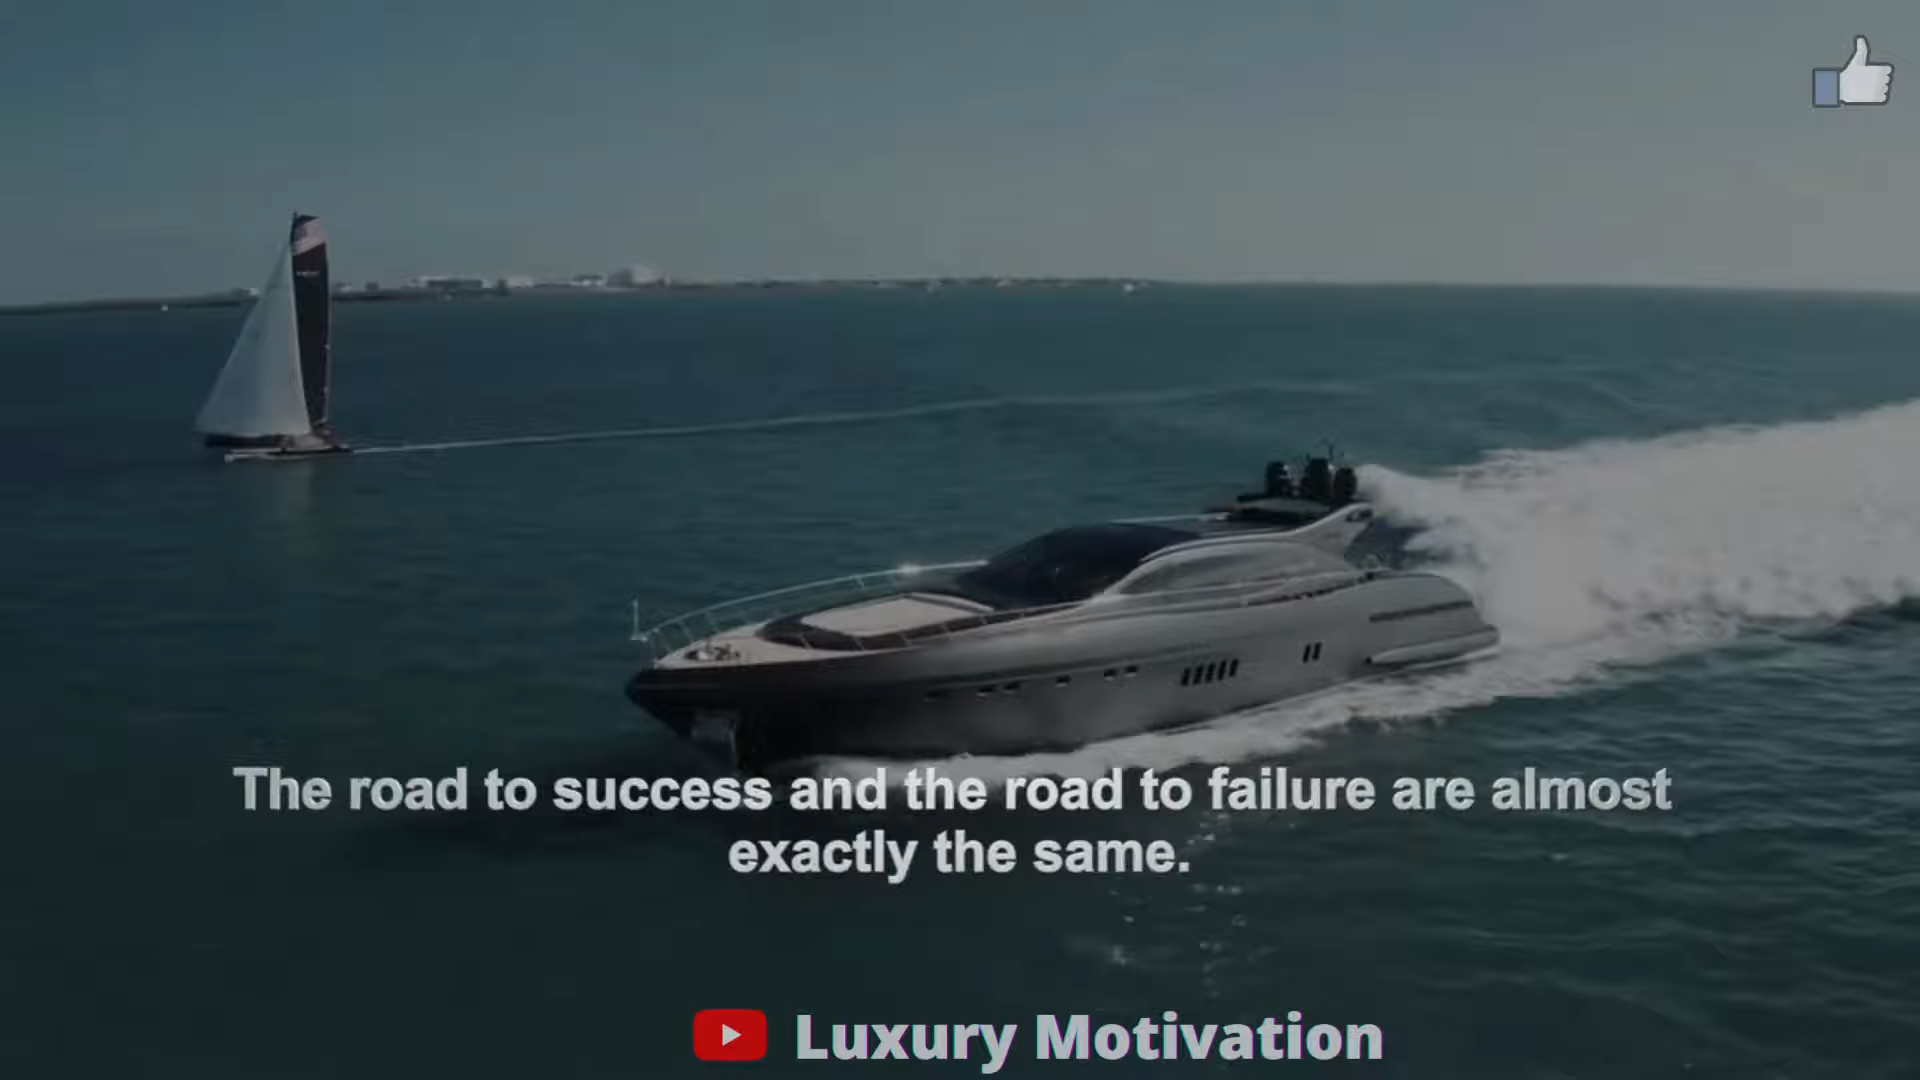 The road to success and the road to failure are almost
exactly the same.
Luxury Motivation